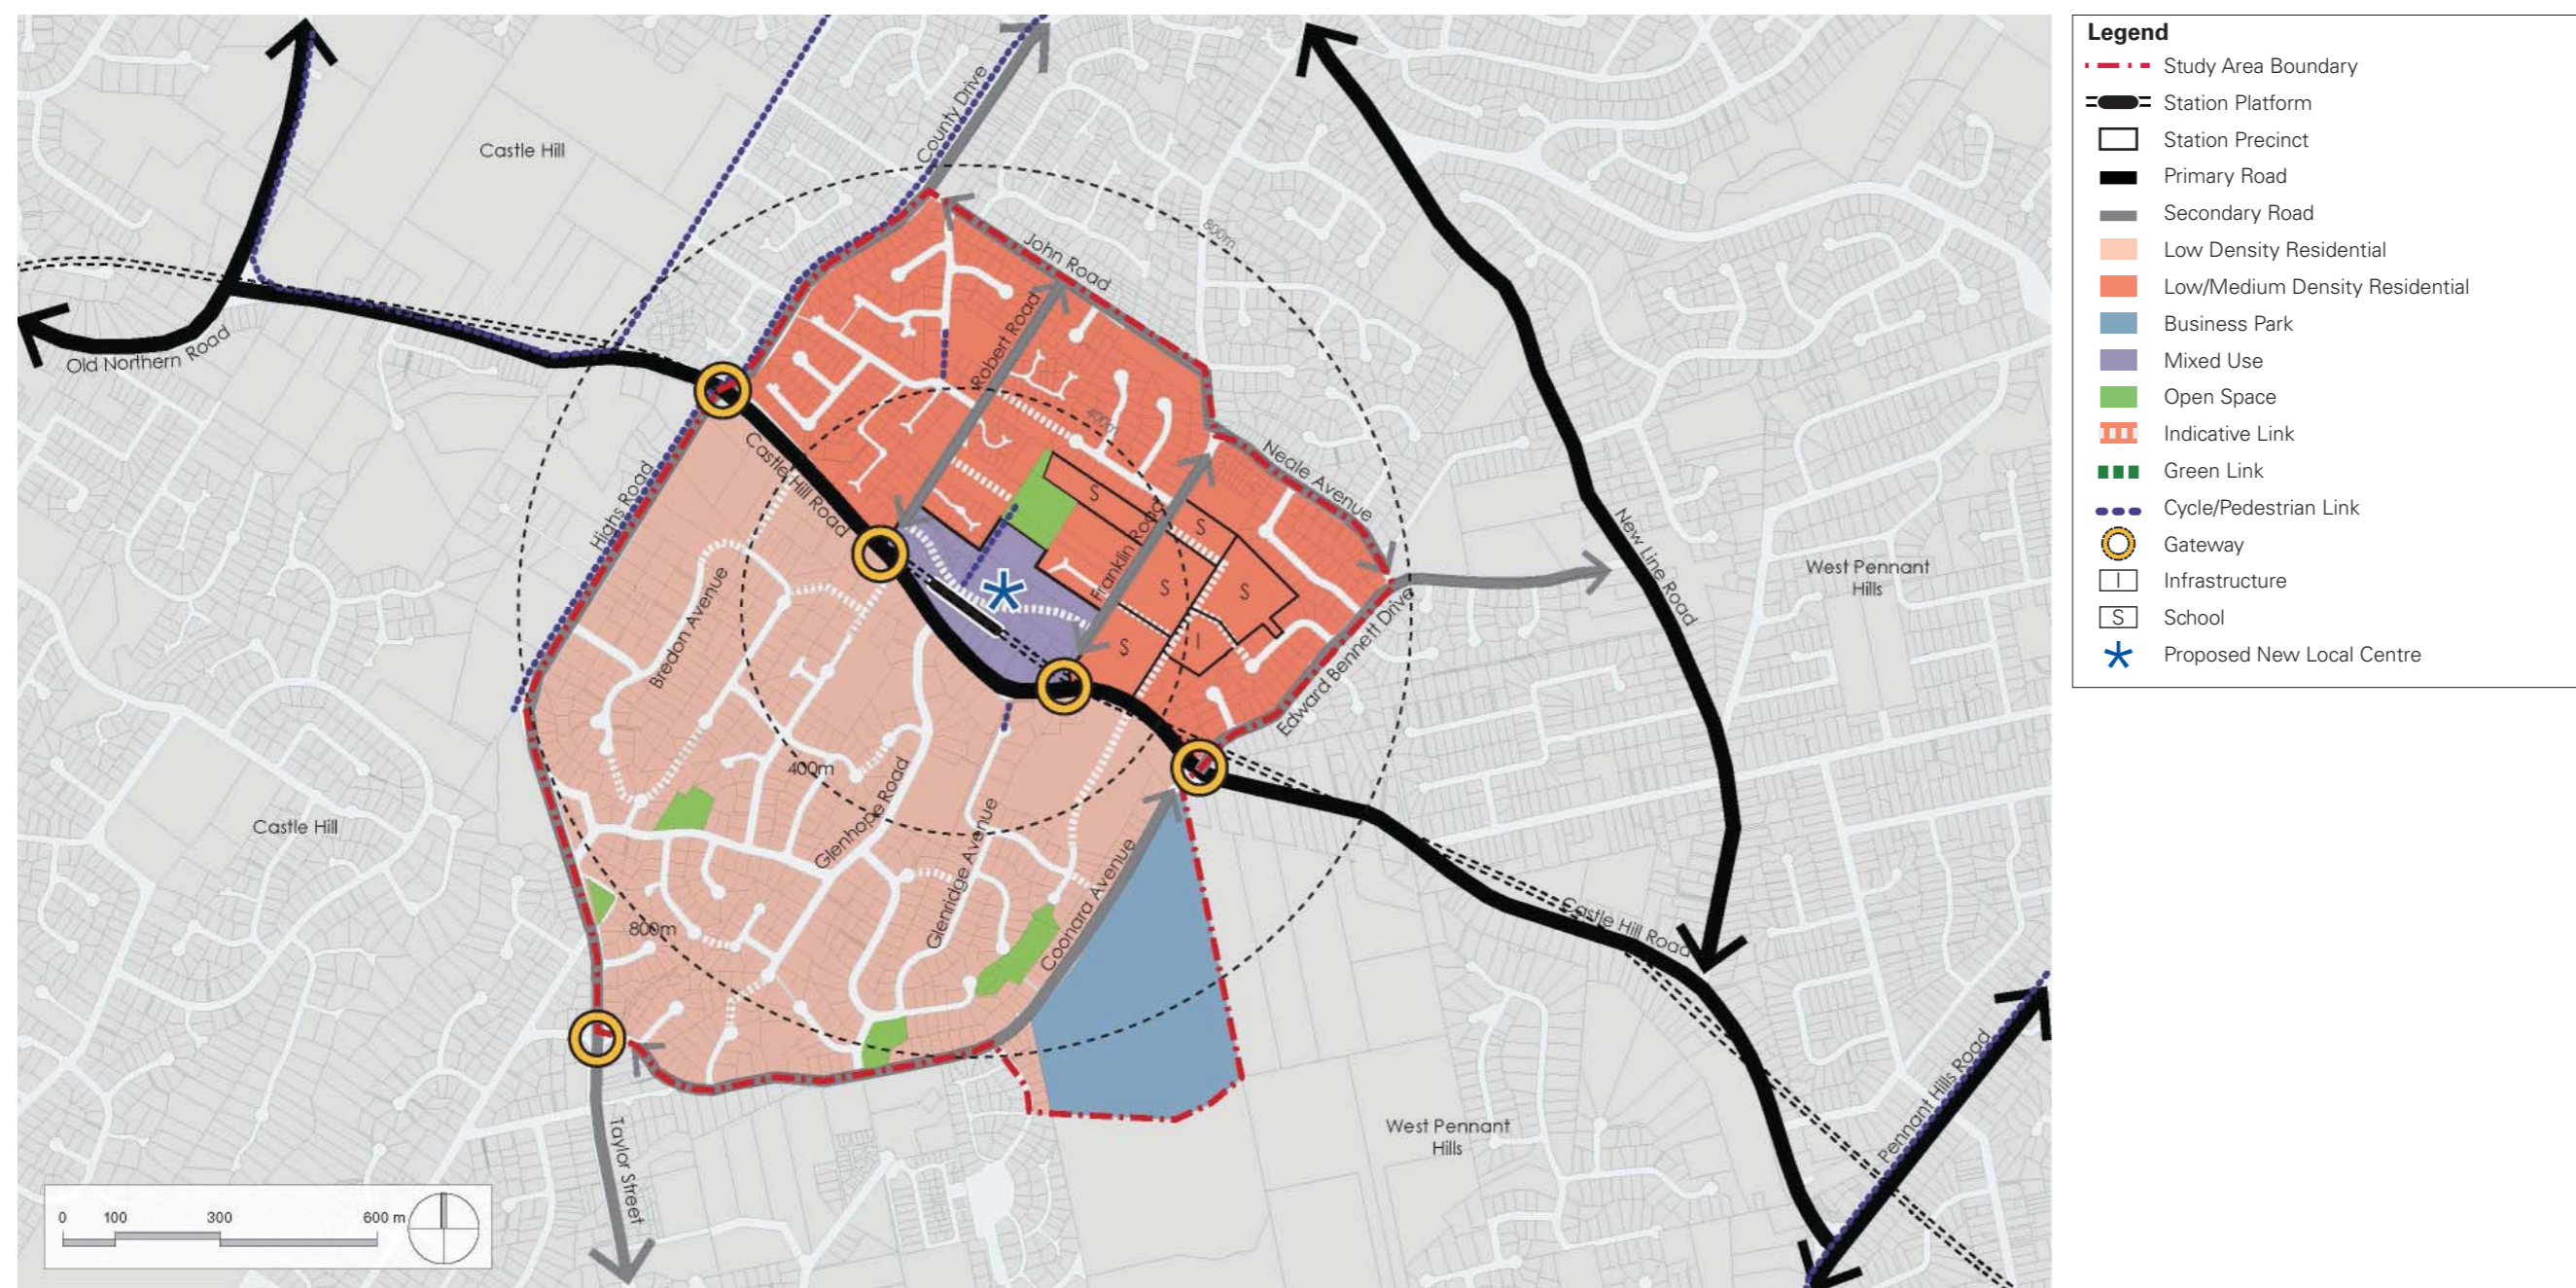 Castle Hill
County Drive
800m
John Road
Old Northern Road
Robert Road
400m
Castle Hill Road
Neale Avenue
Highs Road
S
S
Franklin Road
S
S
S
I
New Line Road
West Pennant
Hills
Bredon Avenue
Edward Bennett Drive
400m
Castle Hill
Glenhope Road
Glenridge Avenue
Coonara Avenue
800m
Castle Hill Road
Pennant Hills Road
West Pennant
Hills
Taylor Street
0 100 300 600 m
Legend
Study Area Boundary
Station Platform
Station Precinct
Primary Road
Secondary Road
Low Density Residential
Low/Medium Density Residential
Business Park
Mixed Use
Open Space
Indicative Link
Green Link
Cycle/Pedestrian Link
Gateway
I Infrastructure
S School
Proposed New Local Centre